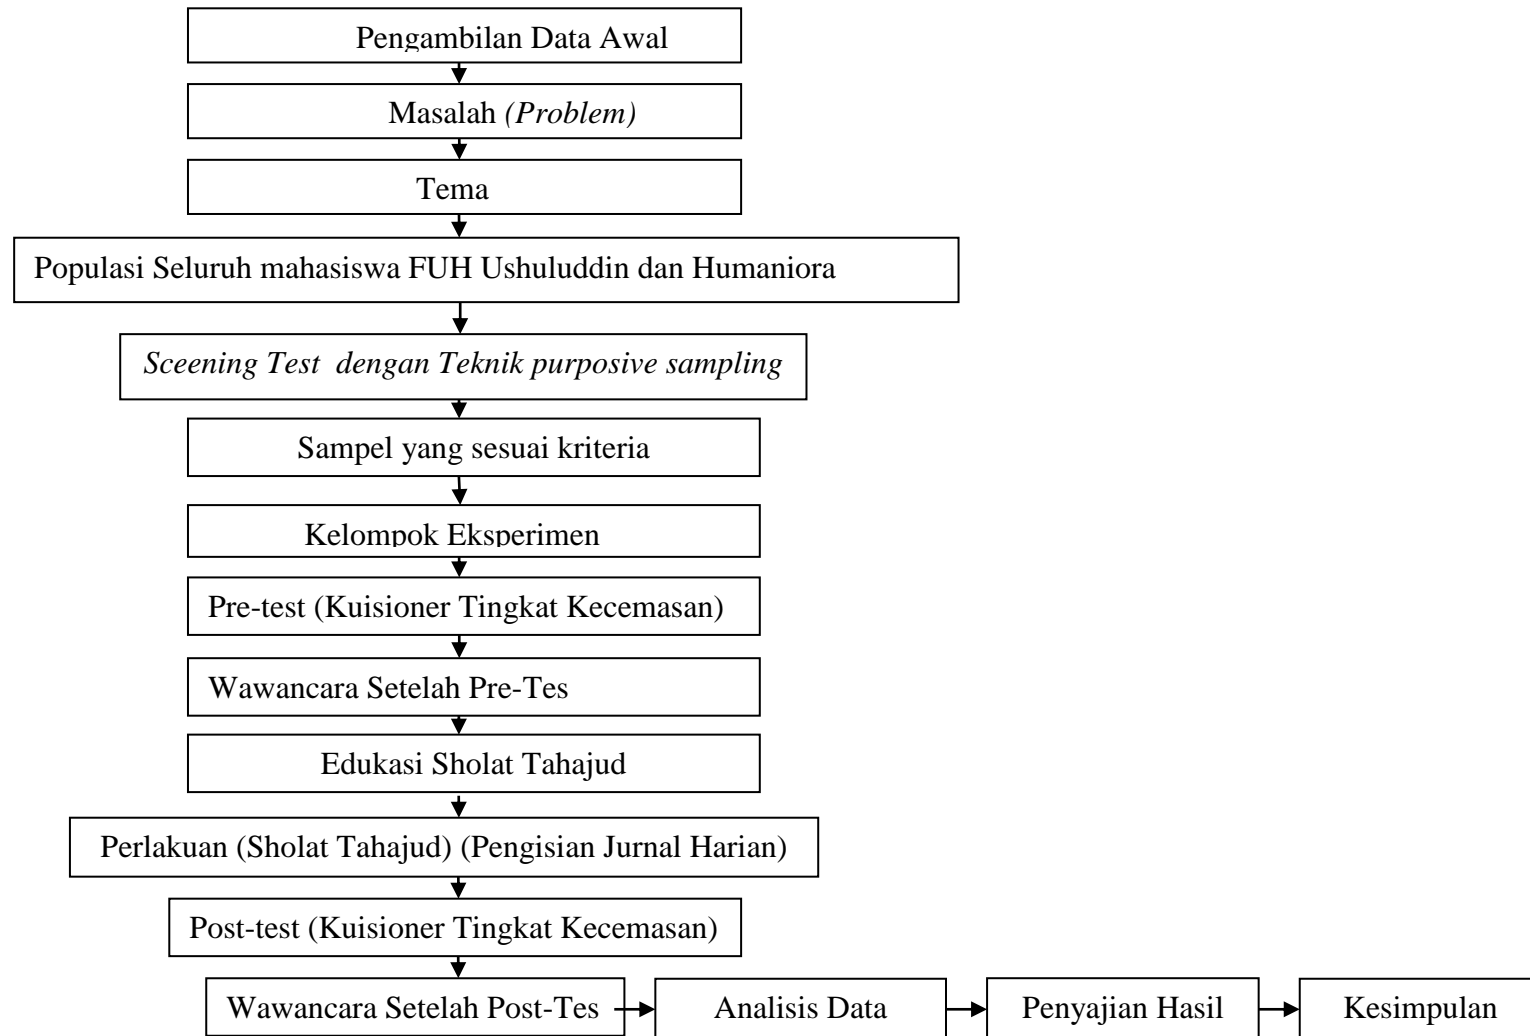 Pengambilan Data Awal
Masalah (Problem)
Tema
Populasi Seluruh mahasiswa FUH Ushuluddin dan Humaniora
Sceening Test dengan Teknik purposive sampling
Sampel yang sesuai kriteria
Kelompok Eksperimen
Pre-test (Kuisioner Tingkat Kecemasan)
Wawancara Setelah Pre-Tes
Edukasi Sholat Tahajud
Perlakuan (Sholat Tahajud) (Pengisian Jurnal Harian)
Post-test (Kuisioner Tingkat Kecemasan)
Wawancara Setelah Post-Tes
Analisis Data
Penyajian Hasil
Kesimpulan